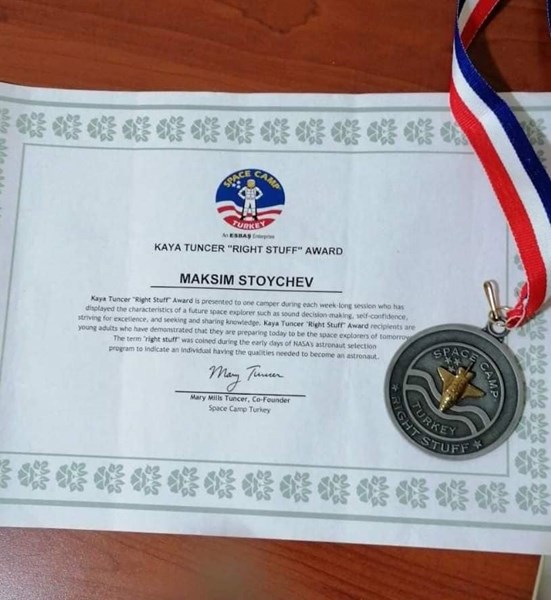 SPACE CAMP
TURKEY
An ESBAŞ Enterprise
KAYA TUNCER "RIGHT STUFF" AWARD
MAKSIM STOYCHEV
Kaya Tuncer "Right Stuff" Award is presented to one camper during each week-long session who has
displayed the characteristics of a future space explorer such as sound decision-making, self-confidence,
striving for excellence, and seeking and sharing knowledge. Kaya Tuncer "Right Stuff" Award recipients are
young adults who have demonstrated that they are preparing today to be the space explorers of tomorrow.
The term "right stuff" was coined during the early days of NASA's astronaut selection
program to indicate an individual having the qualities needed to become an astronaut.
Mary Tuncer
Mary Mills Tuncer, Co-Founder
Space Camp Turkey
SPACE CAMP
TURKEY
RIGHT STUFF